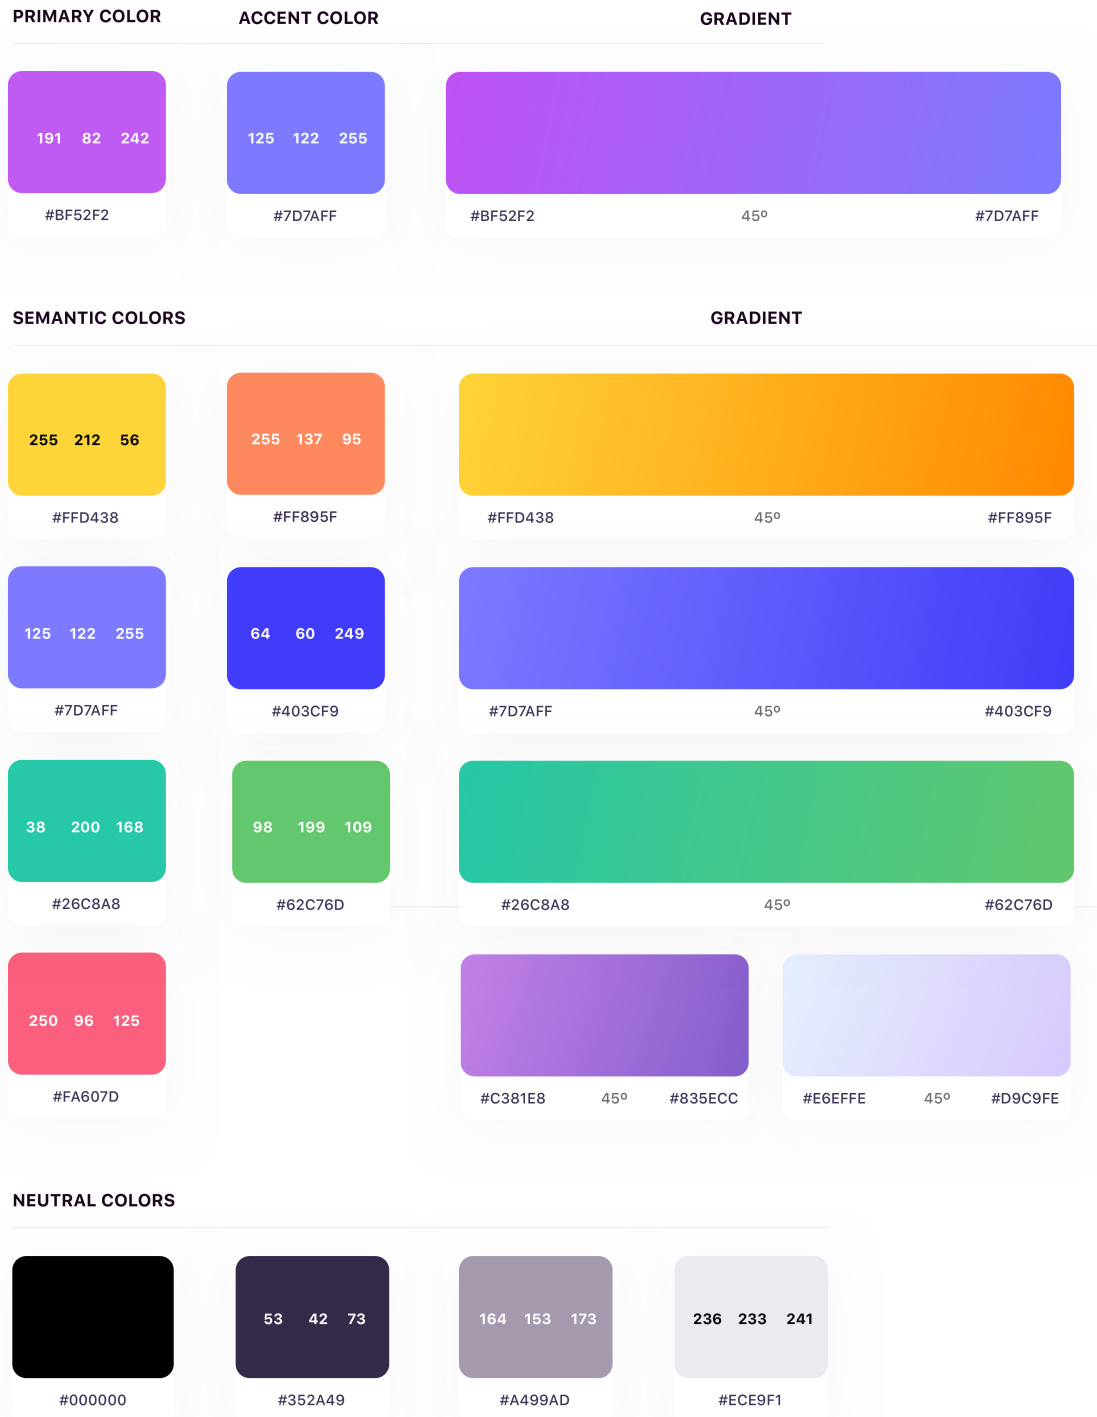 PRIMARY COLOR ACCENT COLOR GRADIENT
191 82 242 125 122 255
#BF52F2 #7D7AFF #BF52F2 45º #7D7AFF
SEMANTIC COLORS GRADIENT
255 212 56 255 137 95
#FFD438 #FF895F #FFD438 45º #FF895F
125 122 255 64 60 249
#7D7AFF #403CF9 #7D7AFF 45º #403CF9
38 200 168 98 199 109
#26C8A8 #62C76D #26C8A8 45º #62C76D
250 96 125
#FA607D #C381E8 45º #835ECC #E6EFFE 45º #D9C9FE
NEUTRAL COLORS
53 42 73 164 153 173 236 233 241
#000000 #352A49 #A499AD #ECE9F1